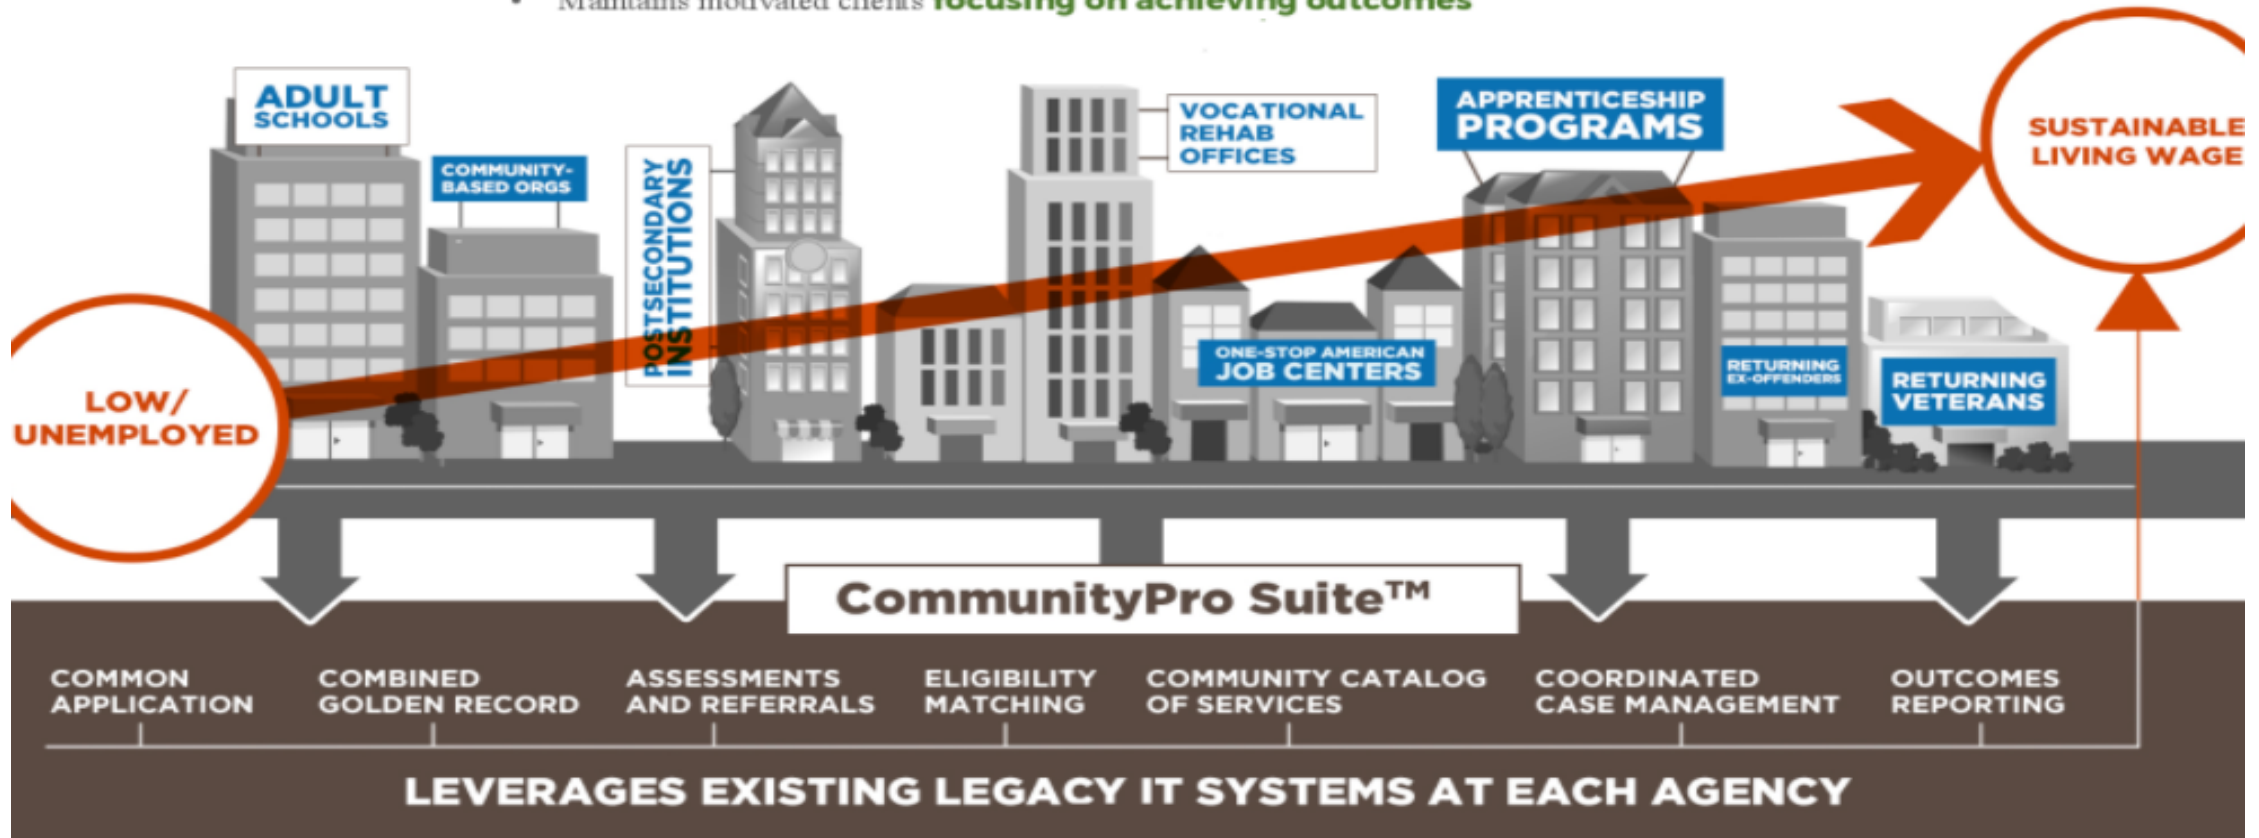 • Maintains motivated clients focusing on achieving outcomes
ADULT
SCHOOLS
COMMUNITY-
BASED ORGS
POSTSECONDARY
INSTITUTIONS
VOCATIONAL
REHAB
OFFICES
APPRENTICESHIP
PROGRAMS
SUSTAINABLE
LIVING WAGE
ONE-STOP AMERICAN
JOB CENTERS
RETURNING
EX-OFFENDERS
RETURNING
VETERANS
LOW/
UNEMPLOYED
CommunityPro Suite™
COMMON
APPLICATION
COMBINED
GOLDEN RECORD
ASSESSMENTS
AND REFERRALS
ELIGIBILITY
MATCHING
COMMUNITY CATALOG
OF SERVICES
COORDINATED
CASE MANAGEMENT
OUTCOMES
REPORTING
LEVERAGES EXISTING LEGACY IT SYSTEMS AT EACH AGENCY